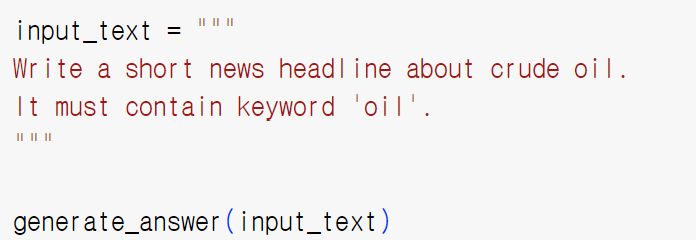 input_text = """
Write a short news headline about crude oil.
It must contain keyword 'oil'.
"""
generate_answer(input_text)